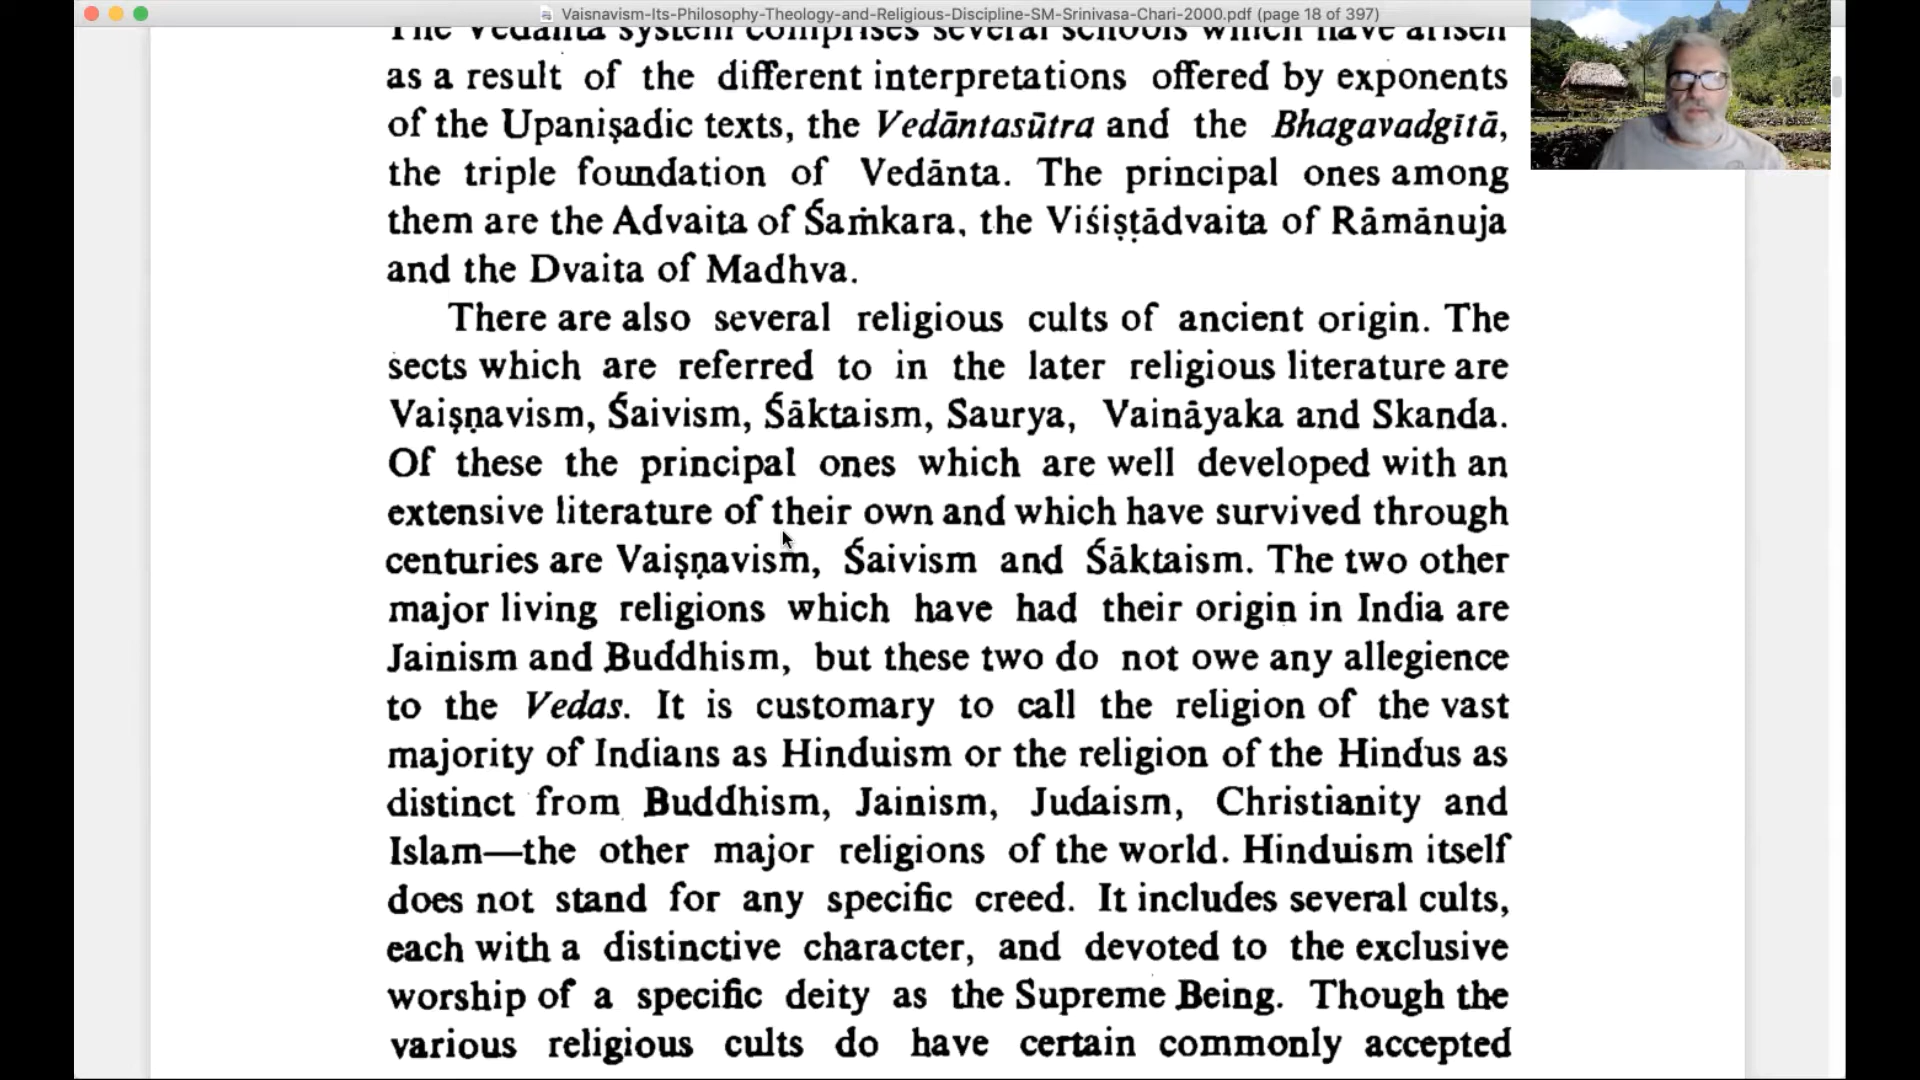 Vaisnavism-Its-Philosophy-Theology-and-Religious-Discipline-SM-Srinivasa-Chari-2000.pdf (page 18 of 397)
The Vedānta system comprises several schools which have arisen
as a result of the different interpretations offered by exponents
of the Upaniṣadic texts, the Vedāntasūtra and the Bhagavadgītā,
the triple foundation of Vedānta. The principal ones among
them are the Advaita of Śaṁkara, the Viśiṣṭādvaita of Rāmānuja
and the Dvaita of Madhva.
There are also several religious cults of ancient origin. The
sects which are referred to in the later religious literature are
Vaiṣṇavism, Śaivism, Śāktaism, Saurya, Vaināyaka and Skanda.
Of these the principal ones which are well developed with an
extensive literature of their own and which have survived through
centuries are Vaiṣṇavism, Śaivism and Śāktaism. The two other
major living religions which have had their origin in India are
Jainism and Buddhism, but these two do not owe any allegience
to the Vedas. It is customary to call the religion of the vast
majority of Indians as Hinduism or the religion of the Hindus as
distinct from Buddhism, Jainism, Judaism, Christianity and
Islam—the other major religions of the world. Hinduism itself
does not stand for any specific creed. It includes several cults,
each with a distinctive character, and devoted to the exclusive
worship of a specific deity as the Supreme Being. Though the
various religious cults do have certain commonly accepted